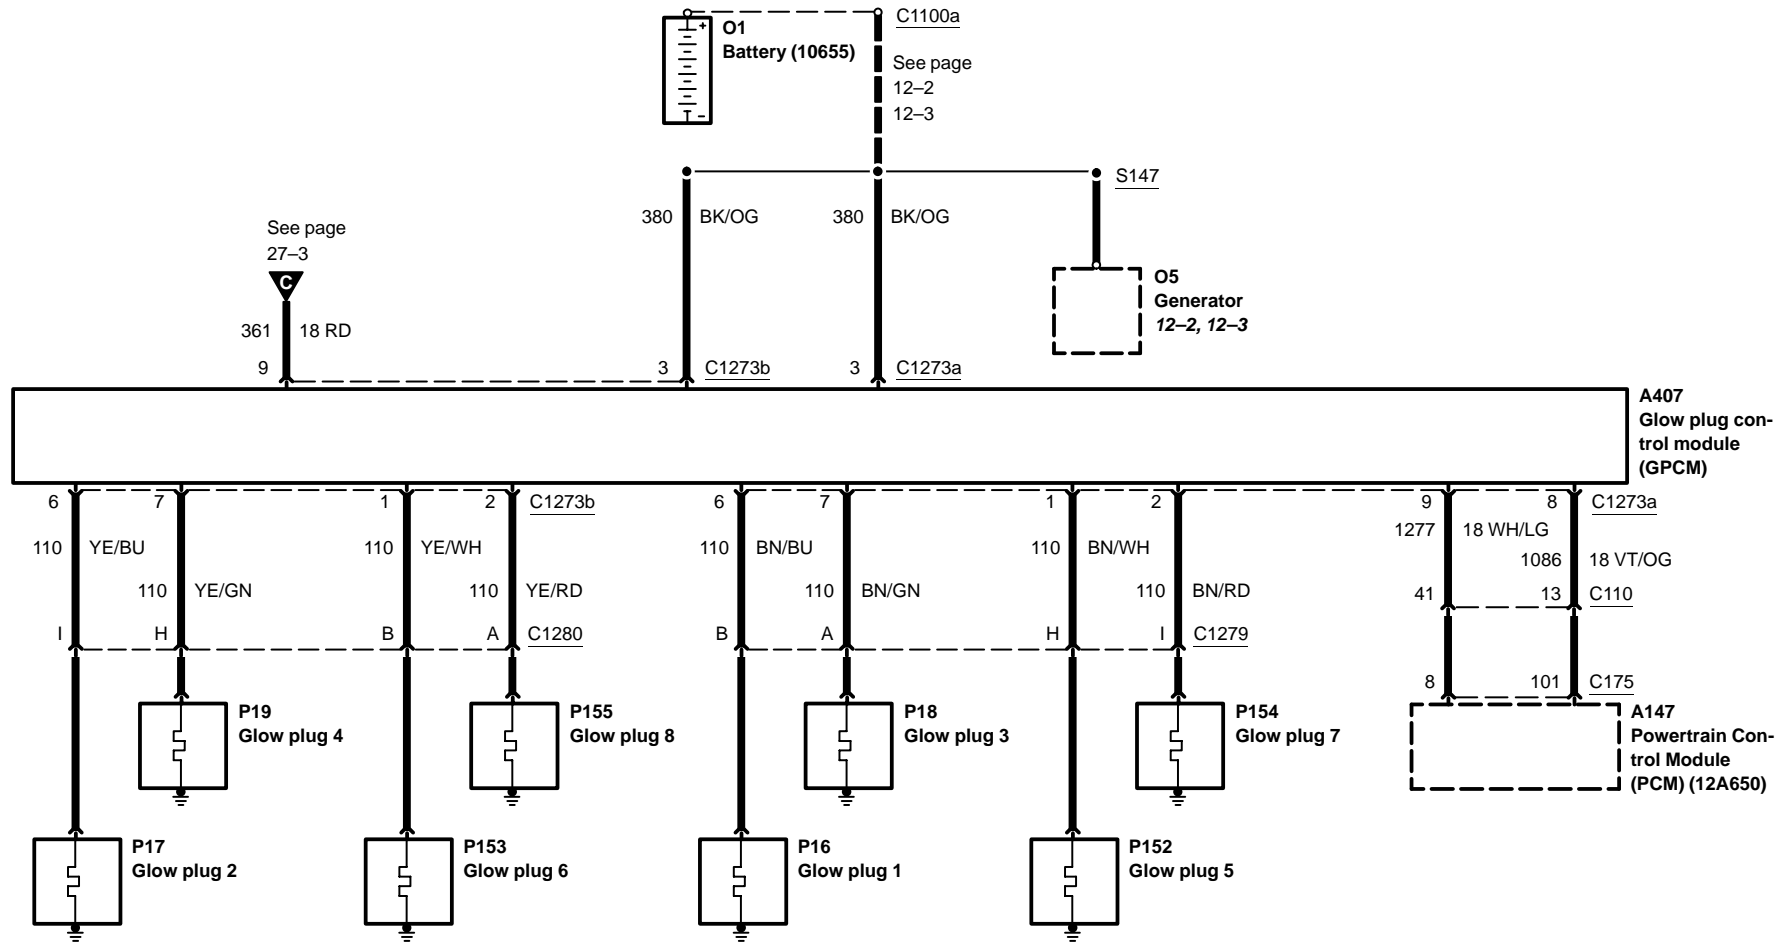 C1100a
+
O1
Battery (10655)
–
See page
12–2
12–3
S147
380
BK/OG
380
BK/OG
See page
27–3
C
O5
Generator
12–2, 12–3
361
18 RD
9
3
C1273b
3
C1273a
A407
Glow plug con-
trol module
(GPCM)
6
7
1
2
C1273b
6
7
1
2
9
8
C1273a
1277
18 WH/LG
110
YE/BU
110
YE/WH
110
BN/BU
110
BN/WH
1086
18 VT/OG
110
YE/GN
110
YE/RD
110
BN/GN
110
BN/RD
41
13
C110
I
H
B
A
C1280
B
A
H
I
C1279
8
101
C175
P19
Glow plug 4
P155
Glow plug 8
P18
Glow plug 3
P154
Glow plug 7
A147
Powertrain Con-
trol Module
(PCM) (12A650)
P17
Glow plug 2
P153
Glow plug 6
P16
Glow plug 1
P152
Glow plug 5